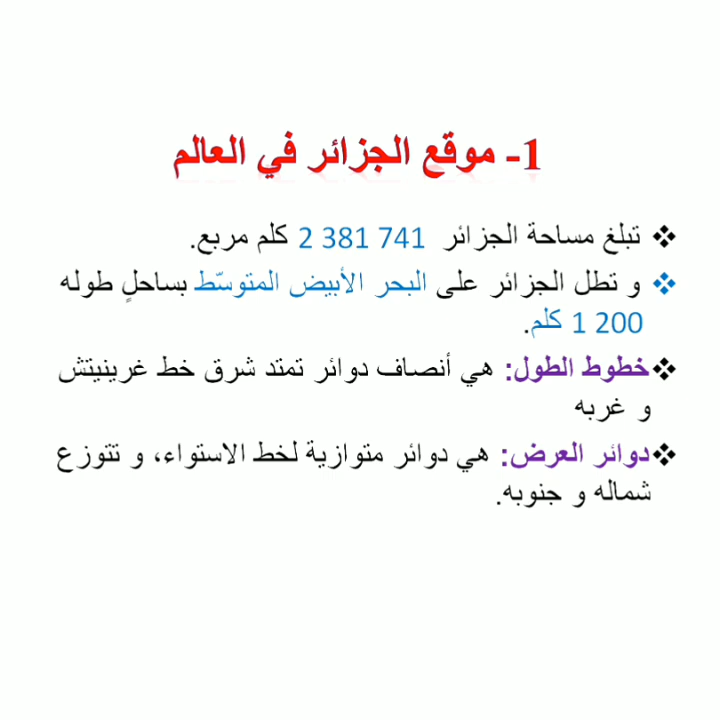 1- موقع الجزائر في العالم
❖ تبلغ مساحة الجزائر 2 381 741 كلم مربع.
❖ و تطل الجزائر على البحر الأبيض المتوسّط بساحلٍ طوله
1 200 كلم.
❖خطوط الطول: هي أنصاف دوائر تمتد شرق خط غرينيتش
و غربه
❖دوائر العرض: هي دوائر متوازية لخط الاستواء، و تتوزع
شماله و جنوبه.